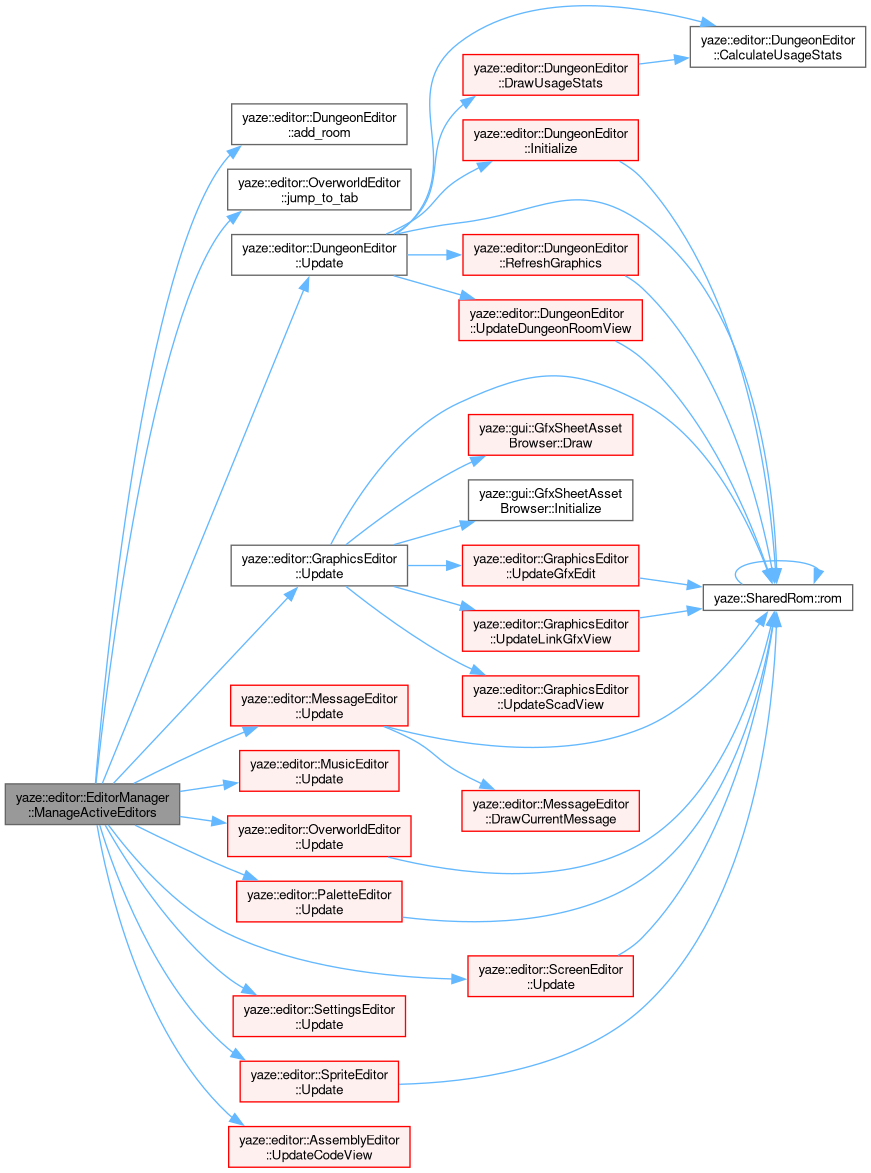 yaze::editor::DungeonEditor
::CalculateUsageStats
yaze::editor::DungeonEditor
::DrawUsageStats
yaze::editor::DungeonEditor
::add_room
yaze::editor::DungeonEditor
::Initialize
yaze::editor::OverworldEditor
::jump_to_tab
yaze::editor::DungeonEditor
::Update
yaze::editor::DungeonEditor
::RefreshGraphics
yaze::editor::DungeonEditor
::UpdateDungeonRoomView
yaze::gui::GfxSheetAsset
Browser::Draw
yaze::gui::GfxSheetAsset
Browser::Initialize
yaze::editor::GraphicsEditor
::Update
yaze::editor::GraphicsEditor
::UpdateGfxEdit
yaze::SharedRom::rom
yaze::editor::GraphicsEditor
::UpdateLinkGfxView
yaze::editor::GraphicsEditor
::UpdateScadView
yaze::editor::MessageEditor
::Update
yaze::editor::MusicEditor
::Update
yaze::editor::EditorManager
::ManageActiveEditors
yaze::editor::MessageEditor
::DrawCurrentMessage
yaze::editor::OverworldEditor
::Update
yaze::editor::PaletteEditor
::Update
yaze::editor::ScreenEditor
::Update
yaze::editor::SettingsEditor
::Update
yaze::editor::SpriteEditor
::Update
yaze::editor::AssemblyEditor
::UpdateCodeView